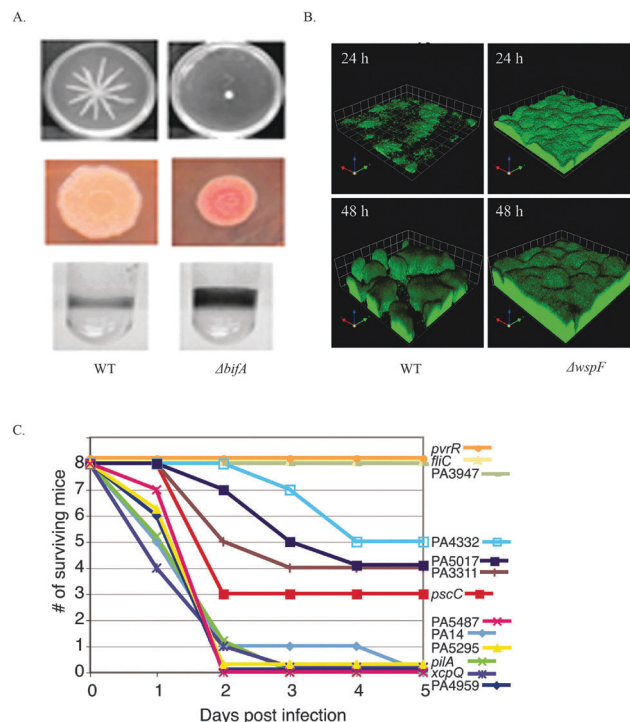 A.
B.
24 h
24 h
48 h
48 h
WT
ΔbifA
WT
ΔwspF
C.
# of surviving mice
8
7
6
5
4
3
2
1
0
0
1
2
3
4
5
Days post infection
pvrR
fliC
PA3947
PA4332
PA5017
PA3311
pscC
PA5487
PA14
PA5295
pilA
xcpQ
PA4959